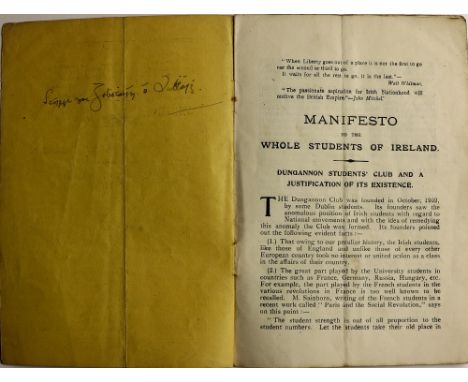 "When Liberty goes out of a place it is not the first to go
nor the second or third to go.
It waits for all the rest to go, it is the last."—
Walt Whitman.
"The passionate aspiration for Irish Nationhood will
outlive the British Empire"—John Mitchel.
MANIFESTO
TO THE
WHOLE STUDENTS OF IRELAND.
DUNGANNON STUDENTS' CLUB AND A
JUSTIFICATION OF ITS EXISTENCE.
THE Dungannon Club was founded in October,
by some Dublin students. Its founders saw the
anomalous position of Irish students with regard to
National movements and with the idea of remedying
this anomaly the Club was formed. Its founders pointed
out the following evident facts :—
(1.) That owing to our peculiar history, the Irish students,
like those of England and unlike those of every other
European country took no interest or united action as a class
in the affairs of their country.
(2.) The great part played by the University students in
countries such as France, Germany, Russia, Hungary, etc.
For example, the part played by the French students in the
various revolutions in France is too well known to be
recalled. M. writing of the French students in a
recent work called "Paris and the Social Revolution," says
on this point :—
"The student strength is out of all proportion to the
student numbers. Let the students take their old place in